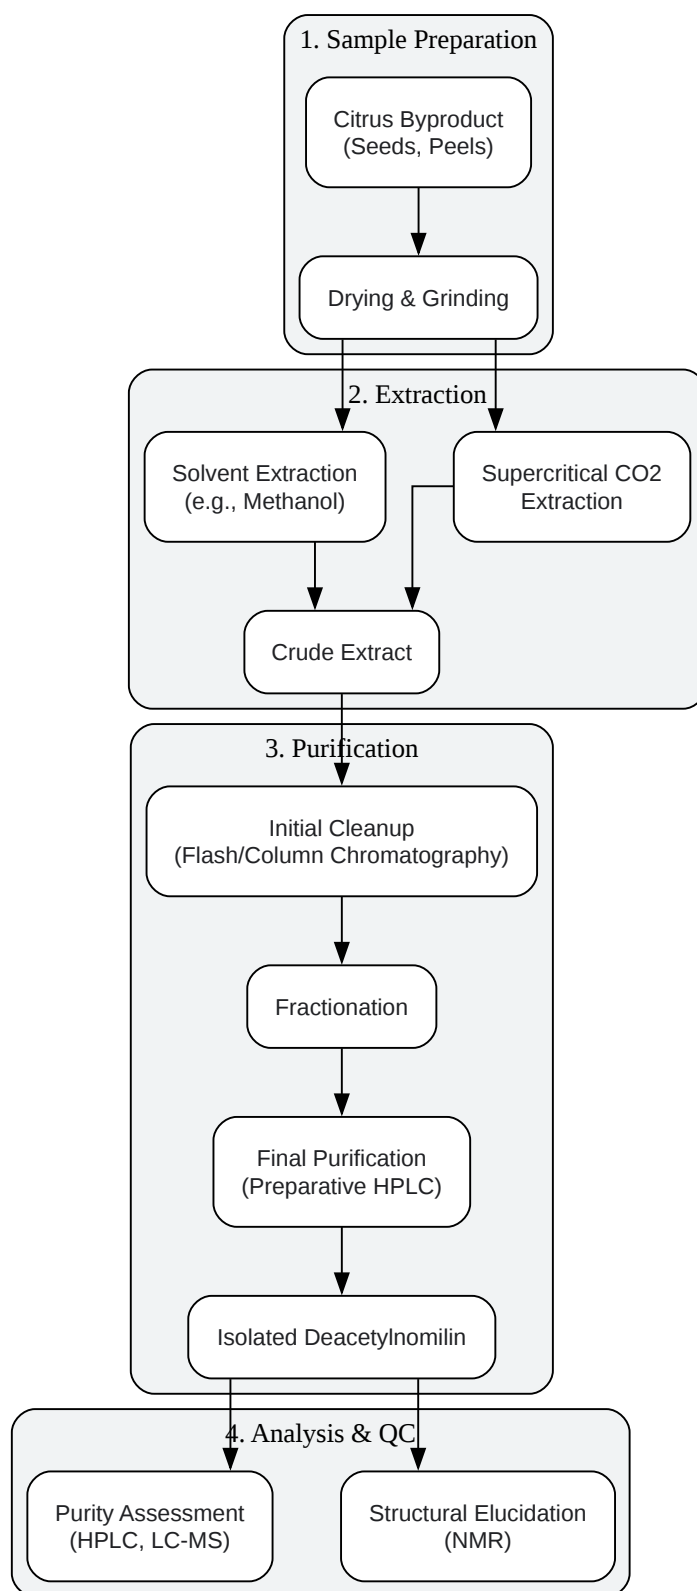 1. Sample Preparation
Citrus Byproduct
(Seeds, Peels)
Drying & Grinding
2. Extraction
Solvent Extraction
(e.g., Methanol)
Supercritical CO2
Extraction
Crude Extract
3. Purification
Initial Cleanup
(Flash/Column Chromatography)
Fractionation
Final Purification
(Preparative HPLC)
Isolated Deacetylnomilin
4. Analysis & QC
Purity Assessment
(HPLC, LC-MS)
Structural Elucidation
(NMR)